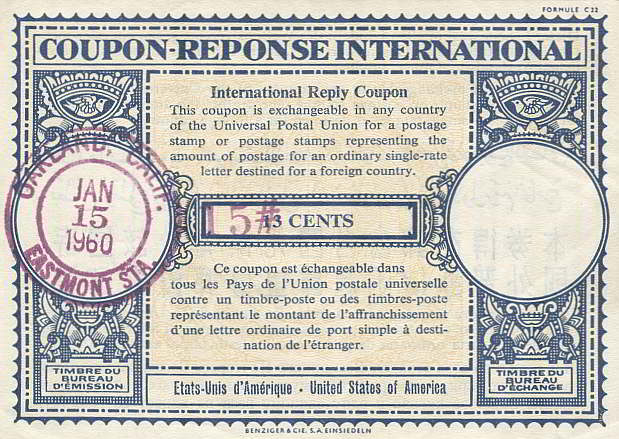 FORMULE C 22
COUPON-REPONSE INTERNATIONAL
International Reply Coupon
This coupon is exchangeable in any country
of the Universal Postal Union for a postage
stamp or postage stamps representing the
amount of postage for an ordinary single-rate
letter destined for a foreign country.
OAKLAND, CALIF.
JAN
15
1960
EASTMONT STA
15¢
13 CENTS
Ce coupon est échangeable dans
tous les Pays de l'Union postale universelle
contre un timbre-poste ou des timbres-poste
représentant le montant de l'affranchissement
d'une lettre ordinaire de port simple à desti-
nation de l'étranger.
TIMBRE DU
BUREAU
D'ÉMISSION
Etats-Unis d'Amérique - United States of America
TIMBRE DU
BUREAU
D'ÉCHANGE
BENZIGER & CIE. S.A. EINSIEDELN